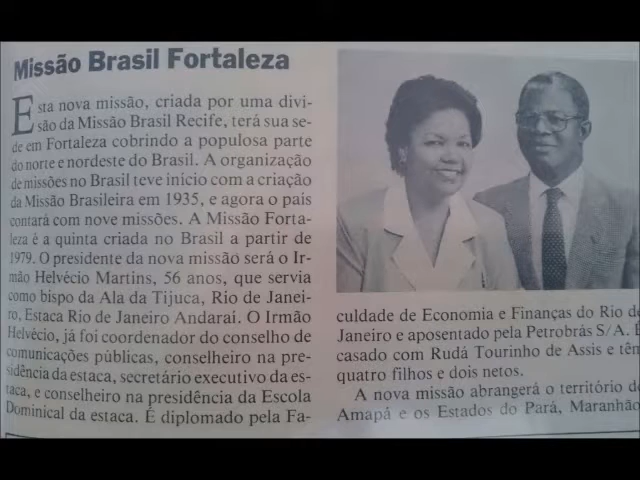 Missão Brasil Fortaleza
Esta nova missão, criada por uma divi-
são da Missão Brasil Recife, terá sua se-
de em Fortaleza cobrindo a populosa parte
do norte e nordeste do Brasil. A organização
de missões no Brasil teve início com a criação
da Missão Brasileira em 1935, e agora o país
contará com nove missões. A Missão Forta-
leza é a quinta criada no Brasil a partir de
1979. O presidente da nova missão será o Ir-
mão Helvécio Martins, 56 anos, que servia
como bispo da Ala da Tijuca, Rio de Janei-
ro, Estaca Rio de Janeiro Andaraí. O Irmão
Helvécio, já foi coordenador do conselho de
comunicações públicas, conselheiro na pre-
sidência da estaca, secretário executivo da es-
taca, e conselheiro na presidência da Escola
Dominical da estaca. É diplomado pela Fa-
culdade de Economia e Finanças do Rio de
Janeiro e aposentado pela Petrobrás S/A. É
casado com Rudá Tourinho de Assis e têm
quatro filhos e dois netos.
A nova missão abrangerá o território do
Amapá e os Estados do Pará, Maranhão